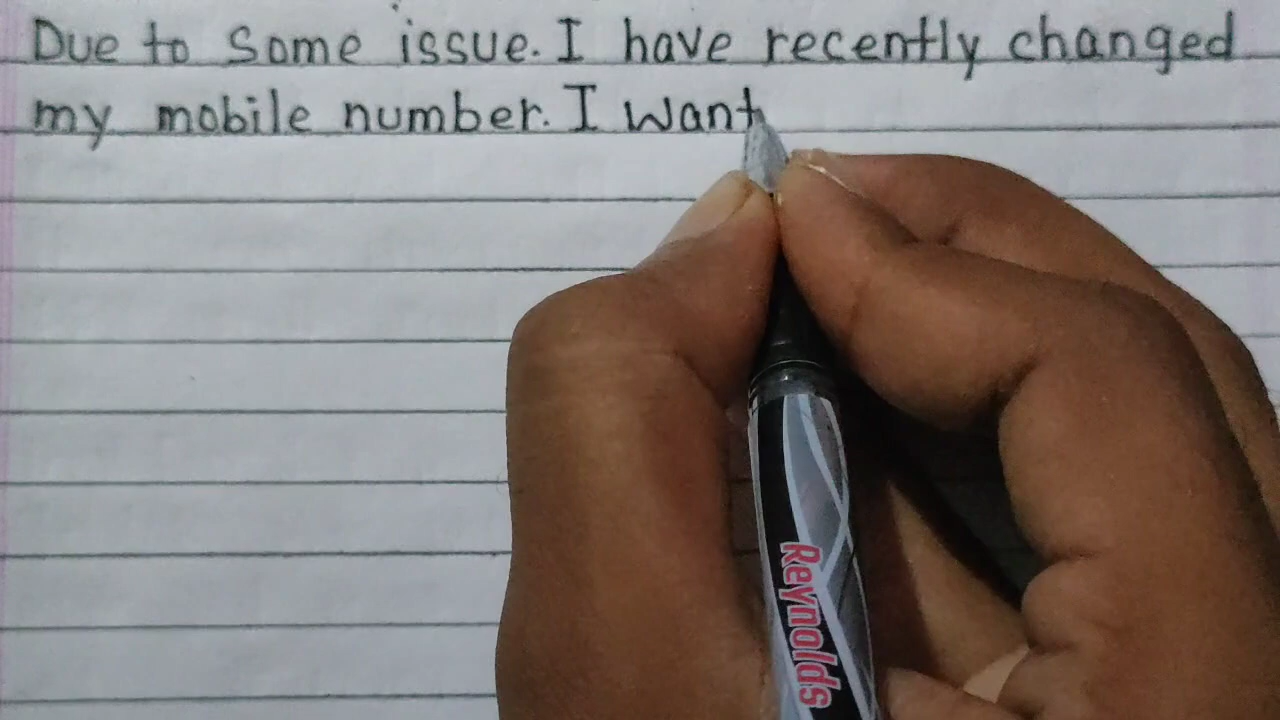 Due to Some issue. I have recently changed
my mobile number. I want
Reynolds